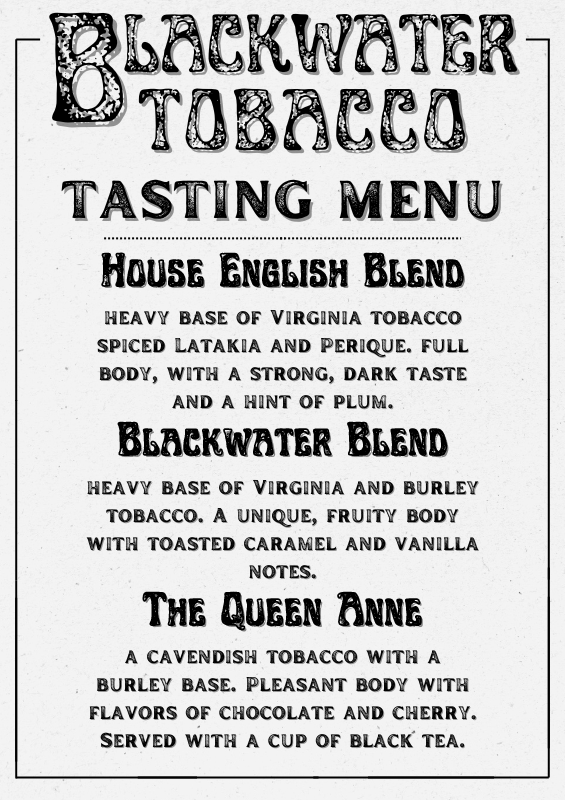 Blackwater
Tobacco
Tasting Menu
House English Blend
heavy base of Virginia tobacco
spiced Latakia and Perique. full
body, with a strong, dark taste
and a hint of plum.
Blackwater Blend
heavy base of Virginia and burley
tobacco. A unique, fruity body
with toasted caramel and vanilla
notes.
The Queen Anne
a cavendish tobacco with a
burley base. Pleasant body with
flavors of chocolate and cherry.
Served with a cup of black tea.